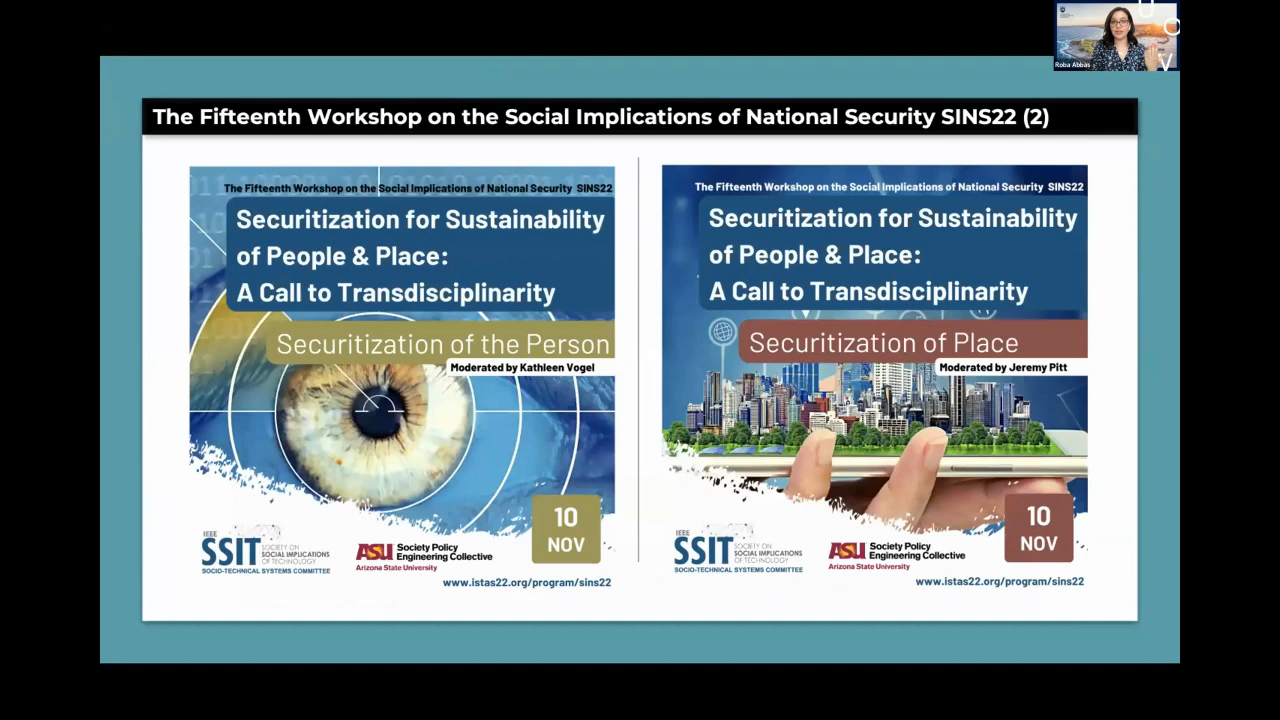 U
O
V
Roba Abbas
The Fifteenth Workshop on the Social Implications of National Security SINS22 (2)
The Fifteenth Workshop on the Social Implications of National Security SINS22
Securitization for Sustainability
of People & Place:
A Call to Transdisciplinarity
Securitization of the Person
Moderated by Kathleen Vogel
10
NOV
IEEE
SSIT
SOCIETY ON
SOCIAL IMPLICATIONS
OF TECHNOLOGY
SOCIO-TECHNICAL SYSTEMS COMMITTEE
ASU Society Policy
Engineering Collective
Arizona State University
www.istas22.org/program/sins22
The Fifteenth Workshop on the Social Implications of National Security SINS22
Securitization for Sustainability
of People & Place:
A Call to Transdisciplinarity
Securitization of Place
Moderated by Jeremy Pitt
10
NOV
IEEE
SSIT
SOCIETY ON
SOCIAL IMPLICATIONS
OF TECHNOLOGY
SOCIO-TECHNICAL SYSTEMS COMMITTEE
ASU Society Policy
Engineering Collective
Arizona State University
www.istas22.org/program/sins22